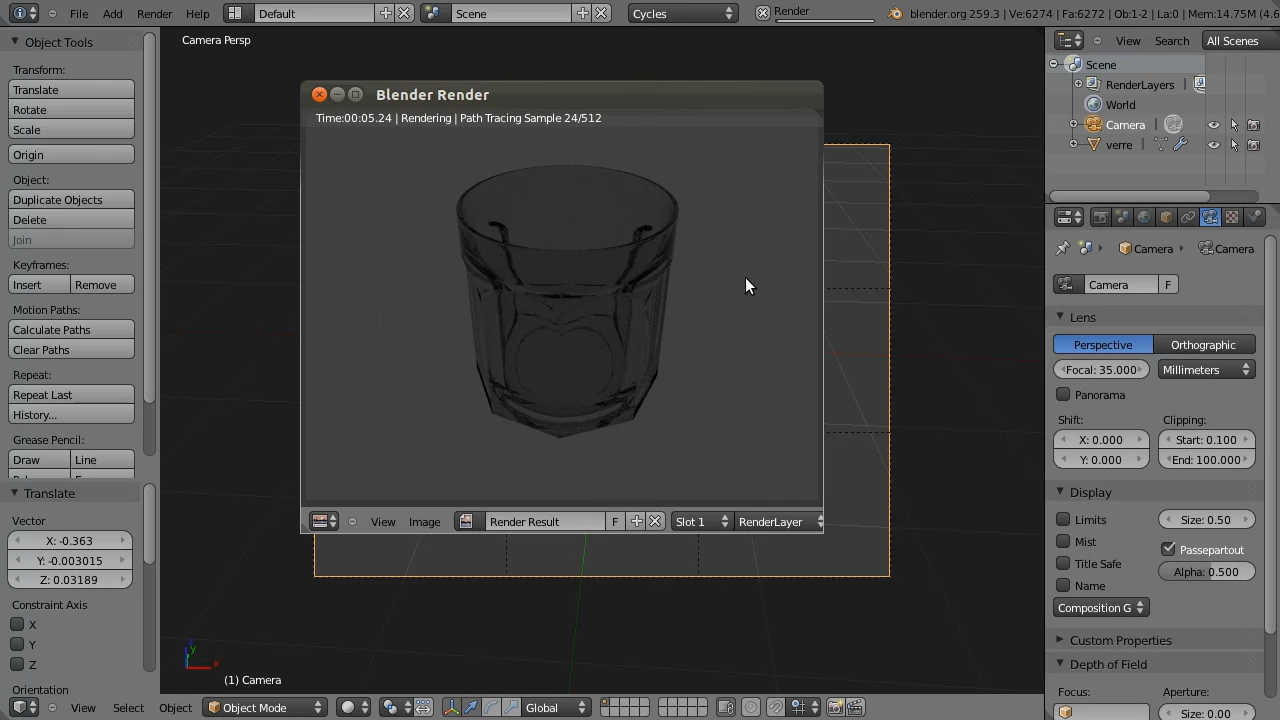 File Add Render Help Default Scene Cycles Render blender.org 259.3 | Ve:6274 | Fa:6272 | Ob:1-2 | La:0 | Mem:14.75M (4.6
Camera Persp
Object Tools
Transform:
Translate
Rotate
Scale
Origin
Object:
Duplicate Objects
Delete
Join
Keyframes:
Insert Remove
Motion Paths:
Calculate Paths
Clear Paths
Repeat:
Repeat Last
History...
Grease Pencil:
Draw Line
Translate
Vector
X: -0.363
Y: -0.003015
Z: 0.03189
Constraint Axis
X
Y
Z
Orientation
Blender Render
Time:00:05.24 | Rendering | Path Tracing Sample 24/512
View Image Render Result F Slot 1 RenderLayer
y
x
(1) Camera
View Select Object Object Mode Global
View Search All Scenes
Scene
RenderLayers
World
Camera
verre
Camera Camera
Camera F
Lens
Perspective Orthographic
Focal: 35.000 Millimeters
Panorama
Shift: Clipping:
X: 0.000 Start: 0.100
Y: 0.000 End: 100.000
Display
Limits Size: 0.50
Mist Passepartout
Title Safe Alpha: 0.500
Name
Composition G
Custom Properties
Depth of Field
Focus: Aperture:
Size: 0.00